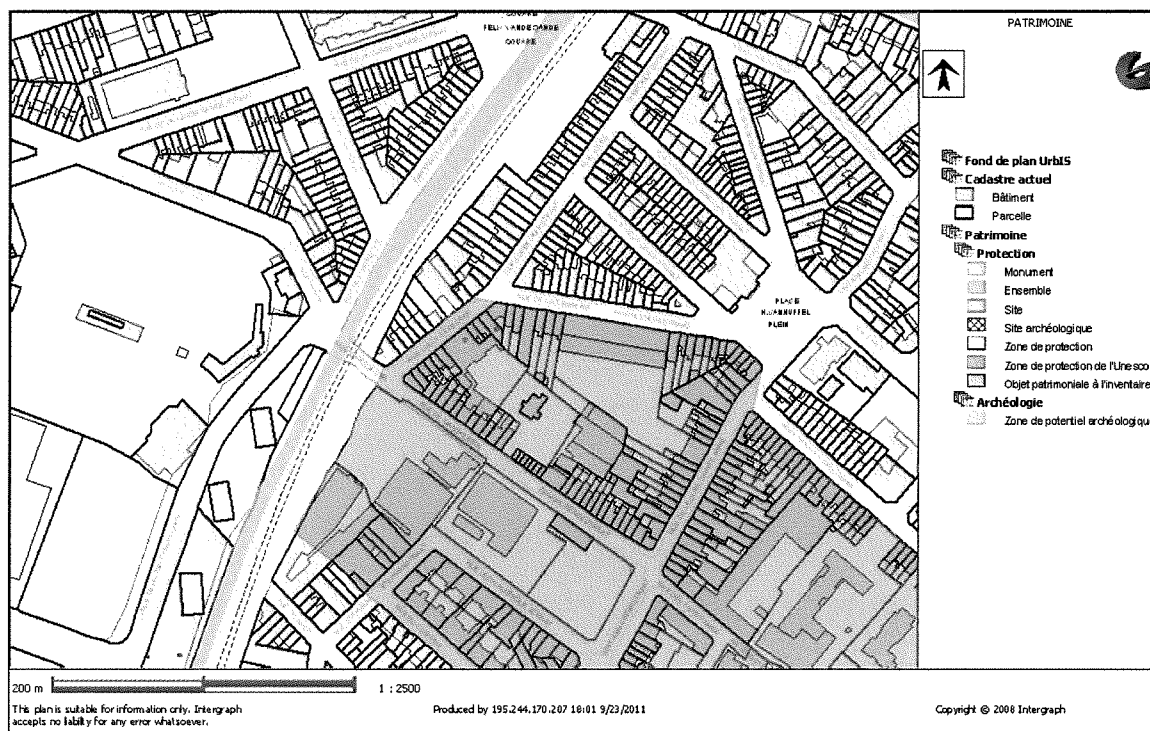 SQUARE
PATRIMOINE
PLACE
PLEIN
Fond de plan UrbIS
Cadastre actuel
Bâtiment
Parcelle
Patrimoine
Protection
Monument
Ensemble
Site
Site archéologique
Zone de protection
Zone de protection de l'Unesco
Objet patrimoniale à l'inventaire
Archéologie
Zone de potentiel archéologique
200 m
1 : 2500
This plan is suitable for information only. Intergraph
accepts no liability for any error whatsoever.
Produced by 195.244.170.207 18:01 9/23/2011
Copyright © 2008 Intergraph